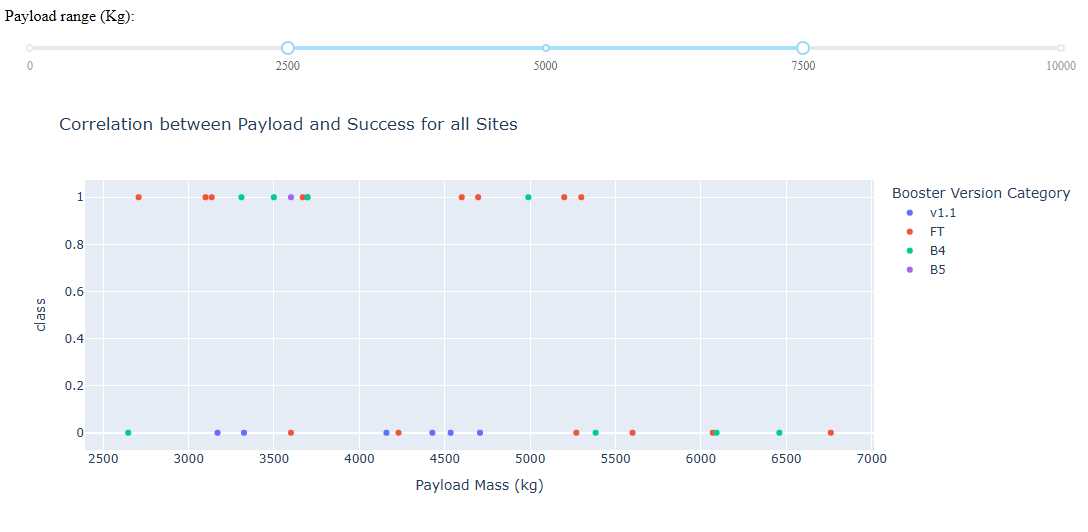 Payload range (Kg):
0 2500 5000 7500 10000
Correlation between Payload and Success for all Sites
Booster Version Category
v1.1
FT
B4
B5
1
0.8
0.6
0.4
0.2
0
class
2500 3000 3500 4000 4500 5000 5500 6000 6500 7000
Payload Mass (kg)